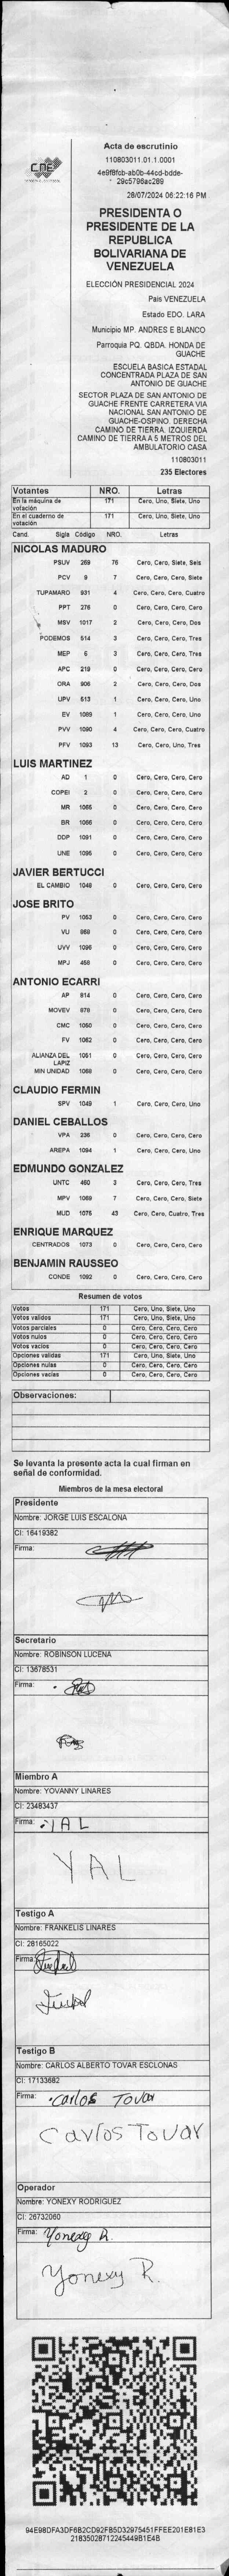 CNE
Acta de escrutinio
110803011.01.1.0001
4e9f8fcb-ab0b-44cd-bdde-
29c5798ac289
28/07/2024 06:22:16 PM
PRESIDENTA O
PRESIDENTE DE LA
REPUBLICA
BOLIVARIANA DE
VENEZUELA
ELECCIÓN PRESIDENCIAL 2024
País VENEZUELA
Estado EDO. LARA
Municipio MP. ANDRES E BLANCO
Parroquia PQ. QBDA. HONDA DE
GUACHE
ESCUELA BASICA ESTADAL
CONCENTRADA PLAZA DE SAN
ANTONIO DE GUACHE
SECTOR PLAZA DE SAN ANTONIO DE
GUACHE FRENTE CARRETERA VIA
NACIONAL SAN ANTONIO DE
GUACHE-OSPINO. DERECHA
CAMINO DE TIERRA. IZQUIERDA
CAMINO DE TIERRA A 5 METROS DEL
AMBULATORIO CASA
110803011
235 Electores
Votantes NRO. Letras
En la máquina de votación 171 Cero, Uno, Siete, Uno
En el cuaderno de votación 171 Cero, Uno, Siete, Uno
Cand. Sigla Código NRO. Letras
NICOLAS MADURO
PSUV 269 76 Cero, Cero, Siete, Seis
PCV 9 7 Cero, Cero, Cero, Siete
TUPAMARO 931 4 Cero, Cero, Cero, Cuatro
PPT 276 0 Cero, Cero, Cero, Cero
MSV 1017 2 Cero, Cero, Cero, Dos
PODEMOS 514 3 Cero, Cero, Cero, Tres
MEP 6 3 Cero, Cero, Cero, Tres
APC 219 0 Cero, Cero, Cero, Cero
ORA 906 2 Cero, Cero, Cero, Dos
UPV 513 1 Cero, Cero, Cero, Uno
EV 1089 1 Cero, Cero, Cero, Uno
PVV 1090 4 Cero, Cero, Cero, Cuatro
PFV 1093 13 Cero, Cero, Uno, Tres
LUIS MARTINEZ
AD 1 0 Cero, Cero, Cero, Cero
COPEI 2 0 Cero, Cero, Cero, Cero
MR 1065 0 Cero, Cero, Cero, Cero
BR 1066 0 Cero, Cero, Cero, Cero
DDP 1091 0 Cero, Cero, Cero, Cero
UNE 1095 0 Cero, Cero, Cero, Cero
JAVIER BERTUCCI
EL CAMBIO 1048 0 Cero, Cero, Cero, Cero
JOSE BRITO
PV 1053 0 Cero, Cero, Cero, Cero
VU 868 0 Cero, Cero, Cero, Cero
UVV 1096 0 Cero, Cero, Cero, Cero
MPJ 458 0 Cero, Cero, Cero, Cero
ANTONIO ECARRI
AP 814 0 Cero, Cero, Cero, Cero
MOVEV 878 0 Cero, Cero, Cero, Cero
CMC 1050 0 Cero, Cero, Cero, Cero
FV 1062 0 Cero, Cero, Cero, Cero
ALIANZA DEL LAPIZ 1051 0 Cero, Cero, Cero, Cero
MIN UNIDAD 1068 0 Cero, Cero, Cero, Cero
CLAUDIO FERMIN
SPV 1049 1 Cero, Cero, Cero, Uno
DANIEL CEBALLOS
VPA 236 0 Cero, Cero, Cero, Cero
AREPA 1094 1 Cero, Cero, Cero, Uno
EDMUNDO GONZALEZ
UNTC 460 3 Cero, Cero, Cero, Tres
MPV 1069 7 Cero, Cero, Cero, Siete
MUD 1075 43 Cero, Cero, Cuatro, Tres
ENRIQUE MARQUEZ
CENTRADOS 1073 0 Cero, Cero, Cero, Cero
BENJAMIN RAUSSEO
CONDE 1092 0 Cero, Cero, Cero, Cero
Resumen de votos
Votos 171 Cero, Uno, Siete, Uno
Votos validos 171 Cero, Uno, Siete, Uno
Votos parciales 0 Cero, Cero, Cero, Cero
Votos nulos 0 Cero, Cero, Cero, Cero
Votos vacios 0 Cero, Cero, Cero, Cero
Opciones validas 171 Cero, Uno, Siete, Uno
Opciones nulas 0 Cero, Cero, Cero, Cero
Opciones vacias 0 Cero, Cero, Cero, Cero
Observaciones:
Se levanta la presente acta la cual firman en
señal de conformidad.
Miembros de la mesa electoral
Presidente
Nombre: JORGE LUIS ESCALONA
CI: 16419382
Firma:
Secretario
Nombre: ROBINSON LUCENA
CI: 13678531
Firma:
Miembro A
Nombre: YOVANNY LINARES
CI: 23483437
Firma: YAL
YAL
Testigo A
Nombre: FRANKELIS LINARES
CI: 28165022
Firma:
Testigo B
Nombre: CARLOS ALBERTO TOVAR ESCLONAS
CI: 17133682
Firma: Carlos Tovar
Carlos Tovar
Operador
Nombre: YONEXY RODRIGUEZ
CI: 26732060
Firma: Yonexy R.
Yonexy R.
94E98DFA3DF6B2CD92FB5D32975451FFEE201E81E3
21835028712245449B1E4B